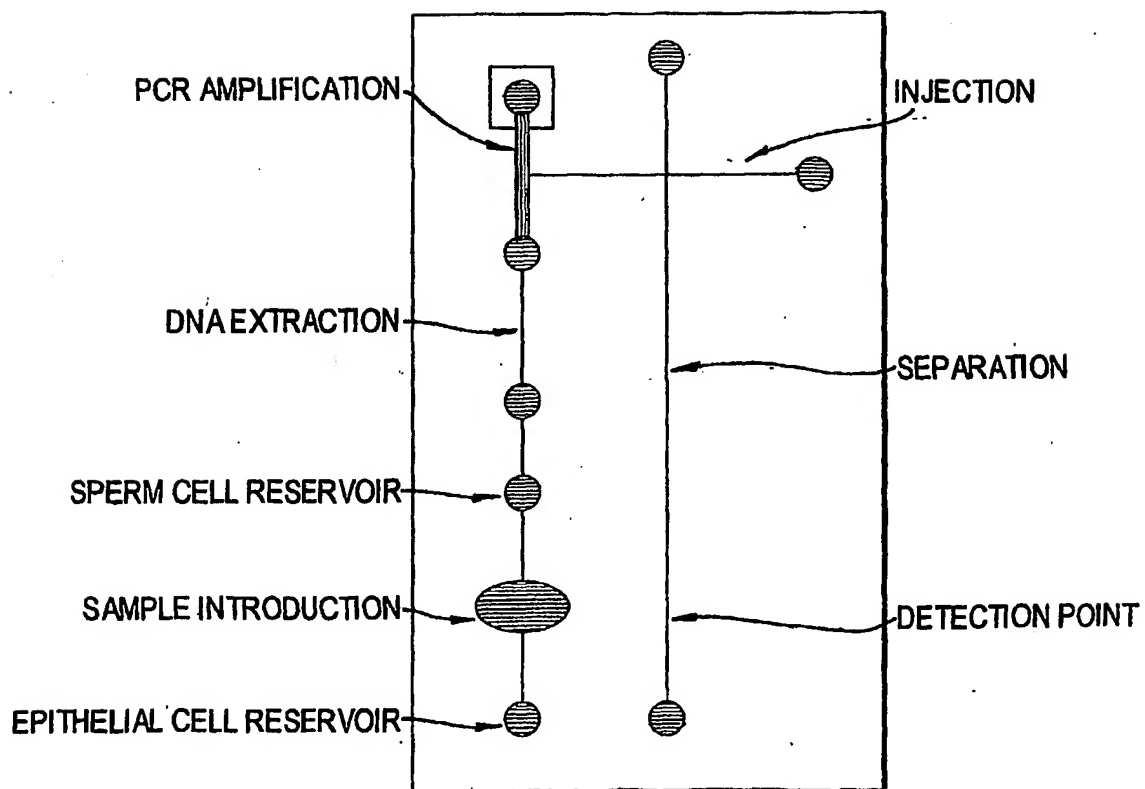 PCR AMPLIFICATION
INJECTION
DNA EXTRACTION
SEPARATION
SPERM CELL RESERVOIR
SAMPLE INTRODUCTION
DETECTION POINT
EPITHELIAL CELL RESERVOIR